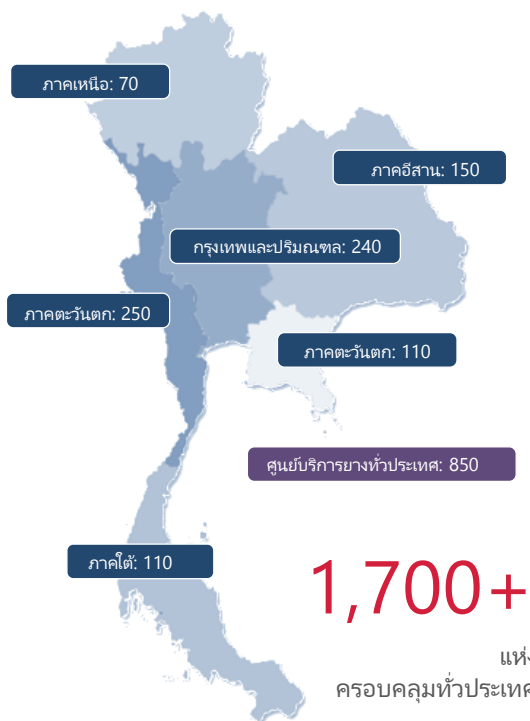 ภาคเหนือ: 70
ภาคอีสาน: 150
กรุงเทพและปริมณฑล: 240
ภาคตะวันตก: 250
ภาคตะวันตก: 110
ศูนย์บริการยางทั่วประเทศ: 850
ภาคใต้: 110
1,700+
แห่ง
ครอบคลุมทั่วประเทศ